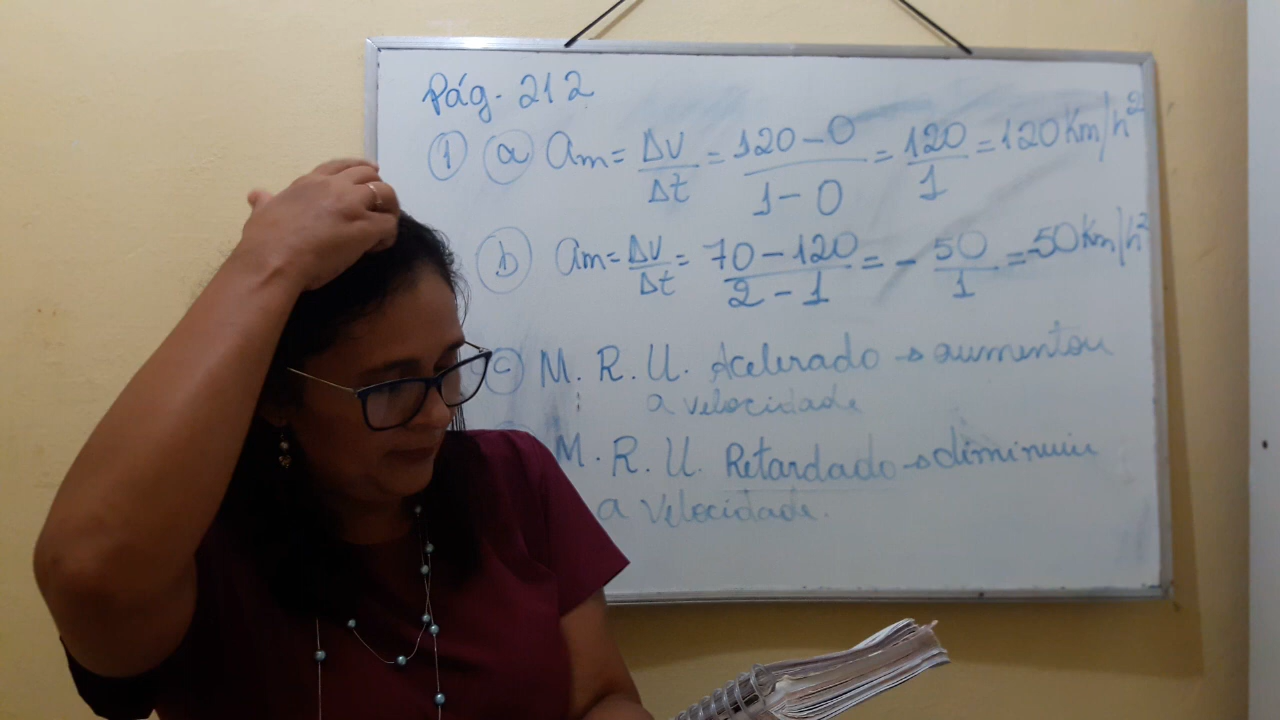 Pág. 212
① ⓐ am = Δv/Δt = 120 - 0/1 - 0 = 120/1 = 120 Km/h²
ⓑ am = Δv/Δt = 70 - 120/2 - 1 = - 50/1 = -50 Km/h²
ⓒ M. R. U. Acelerado → aumentou
a velocidade
M. R. U. Retardado → diminuiu
a velocidade.